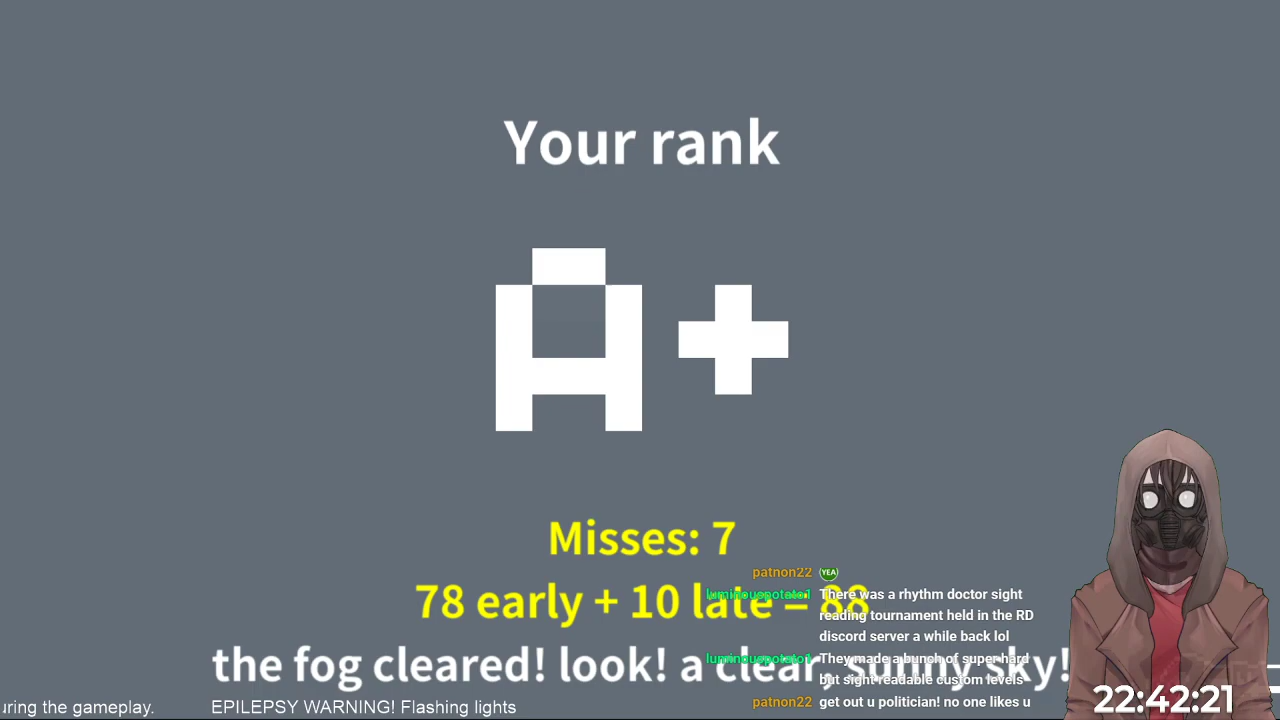 Your rank
A+
Misses: 7
78 early + 10 late = 88
the fog cleared! look! a clear, sunny sky!
patnon22 YEA
luminouspotato1 There was a rhythm doctor sight
reading tournament held in the RD
discord server a while back lol
luminouspotato1 They made a bunch of super hard
but sight readable custom levels
patnon22 get out u politician! no one likes u
uring the gameplay. EPILEPSY WARNING! Flashing lights
22:42:21